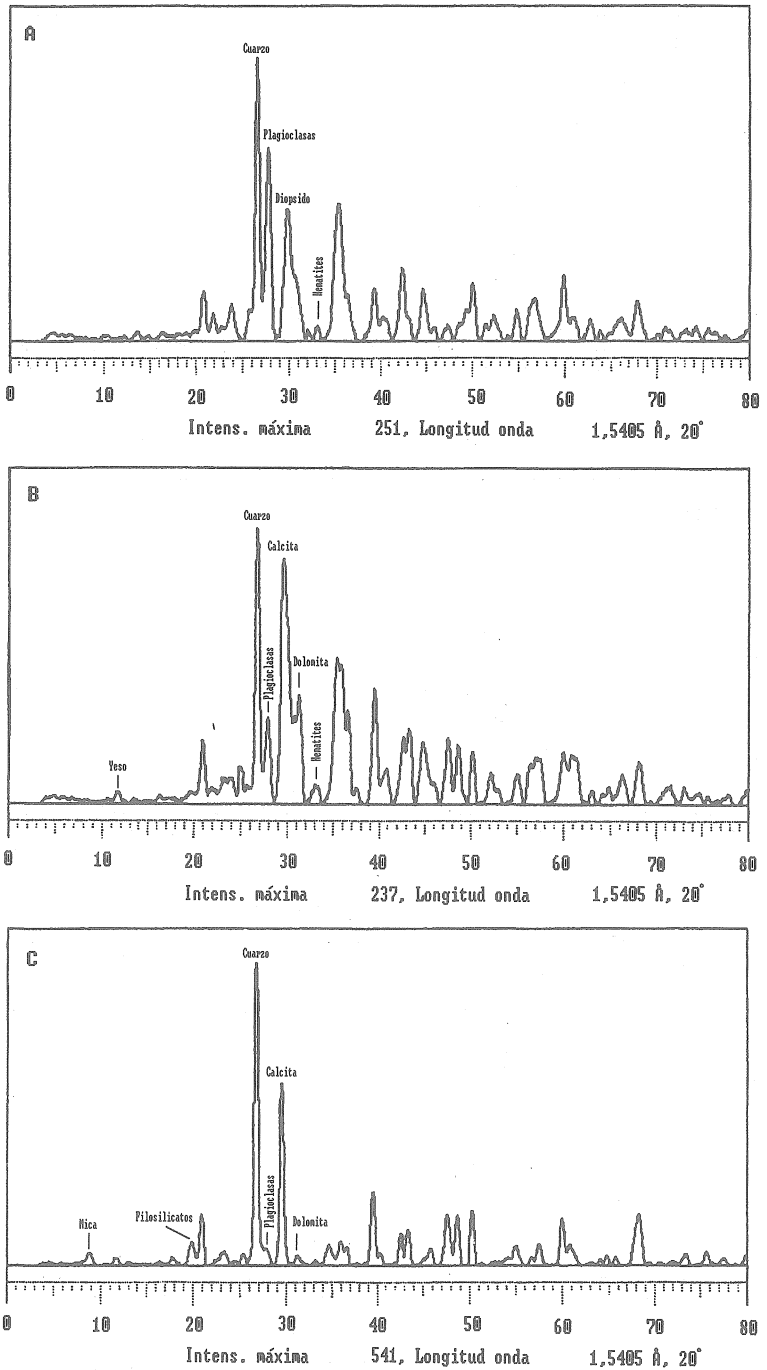 A
Cuarzo
Plagioclasas
Diopsido
Hematites
0 10 20 30 40 50 60 70 80
Intens. máxima 251, Longitud onda 1,5405 Å, 20°
B
Cuarzo
Calcita
Plagioclasas
Dolomita
Hematites
Yeso
0 10 20 30 40 50 60 70 80
Intens. máxima 237, Longitud onda 1,5405 Å, 20°
C
Cuarzo
Calcita
Plagioclasas
Filosilicatos
Dolomita
Mica
0 10 20 30 40 50 60 70 80
Intens. máxima 541, Longitud onda 1,5405 Å, 20°